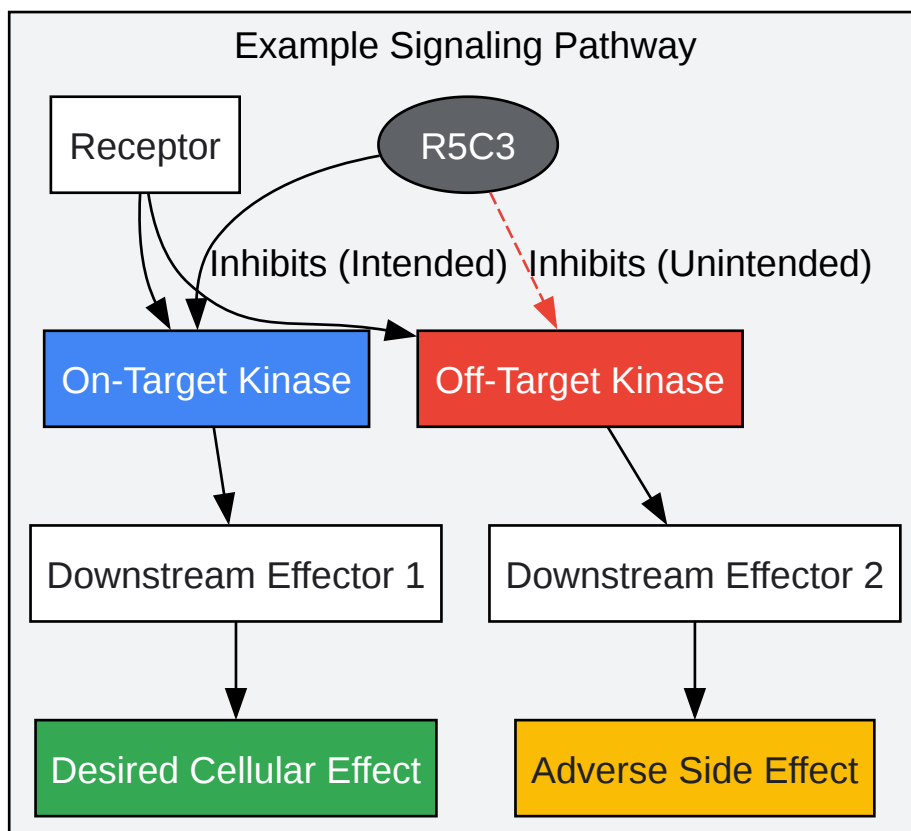 Example Signaling Pathway
Receptor
R5C3
Inhibits (Intended)
Inhibits (Unintended)
On-Target Kinase
Off-Target Kinase
Downstream Effector 1
Downstream Effector 2
Desired Cellular Effect
Adverse Side Effect